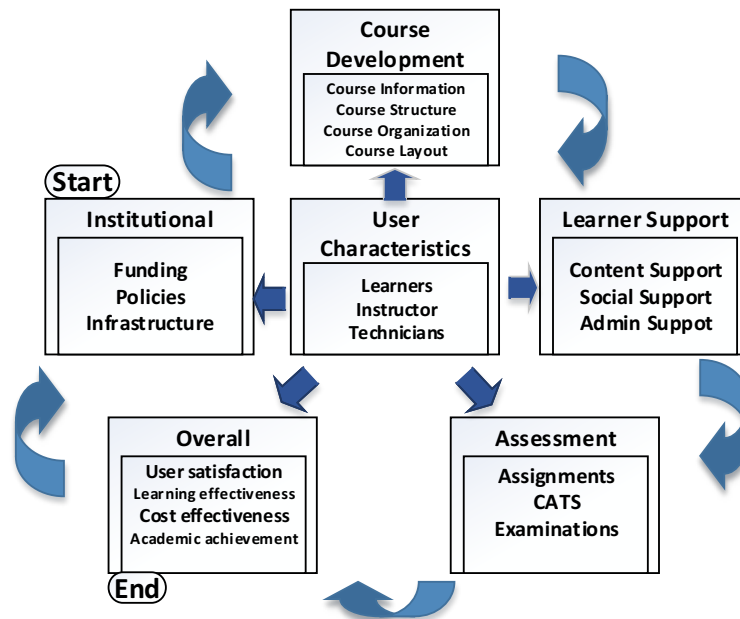 Course
Development
Course Information
Course Structure
Course Organization
Course Layout
Start
Institutional
Funding
Policies
Infrastructure
User
Characteristics
Learners
Instructor
Technicians
Learner Support
Content Support
Social Support
Admin Suppot
Overall
User satisfaction
Learning effectiveness
Cost effectiveness
Academic achievement
End
Assessment
Assignments
CATS
Examinations